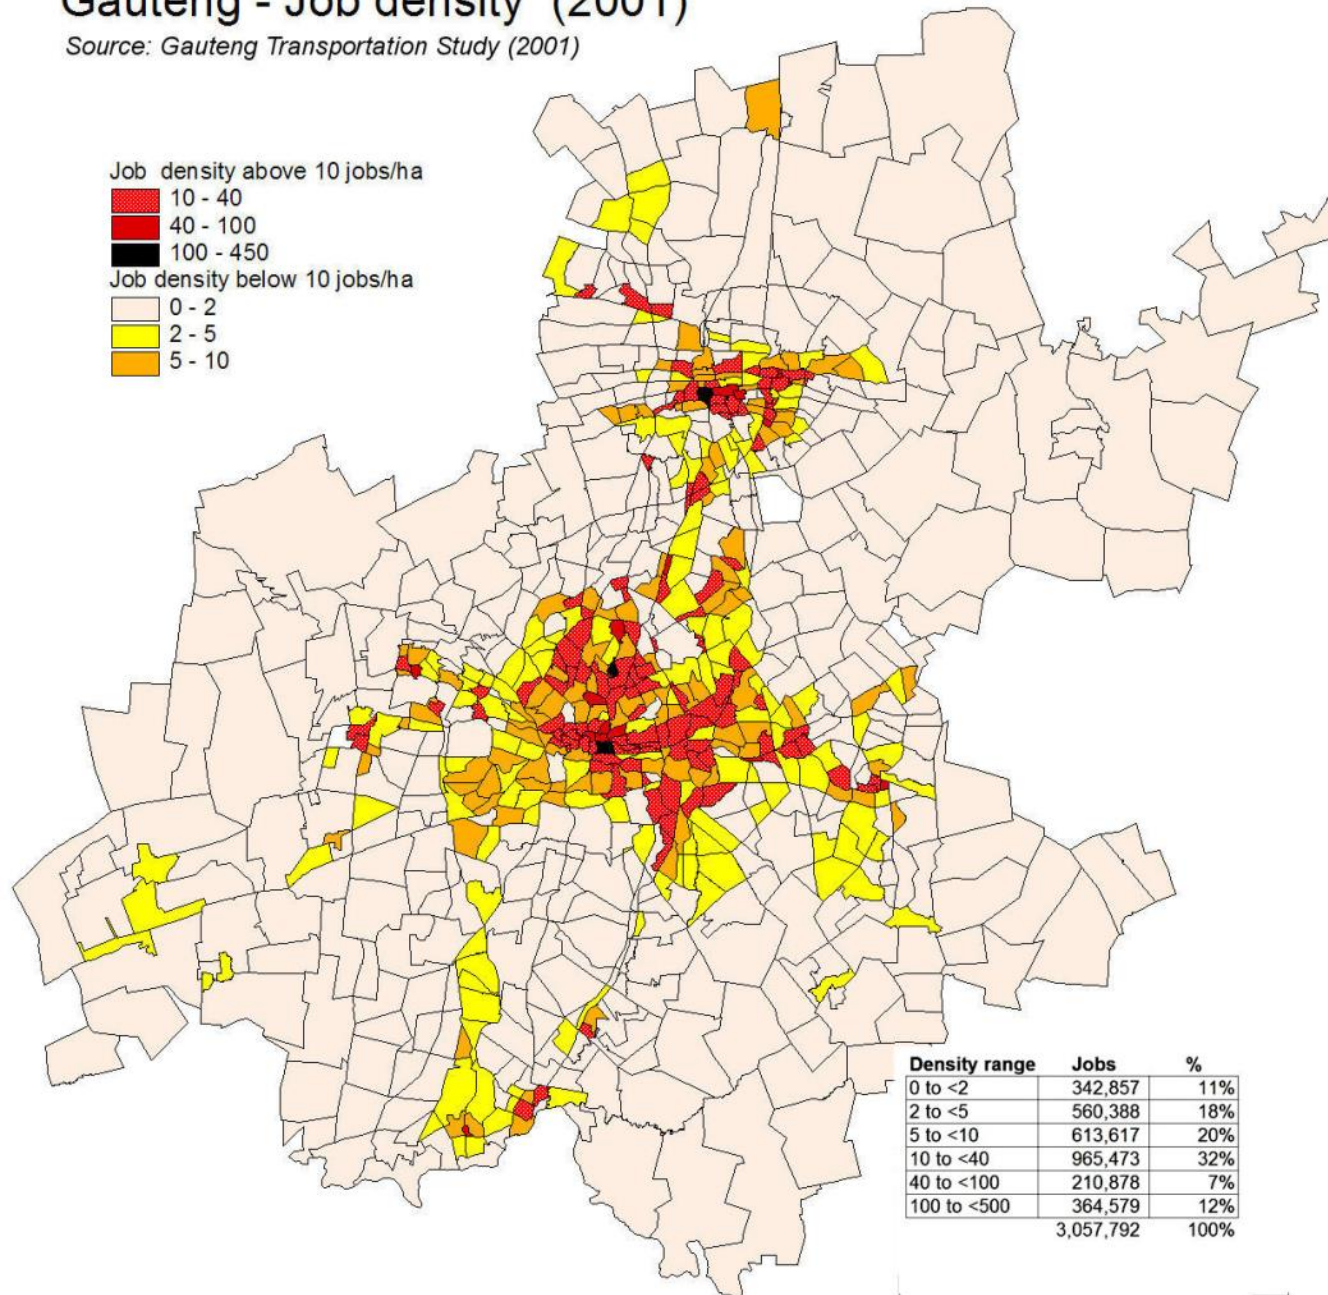 Gauteng - Job density (2001)
Source: Gauteng Transportation Study (2001)
Job density above 10 jobs/ha
10 - 40
40 - 100
100 - 450
Job density below 10 jobs/ha
0 - 2
2 - 5
5 - 10
Density range Jobs %
0 to <2 342,857 11%
2 to <5 560,388 18%
5 to <10 613,617 20%
10 to <40 965,473 32%
40 to <100 210,878 7%
100 to <500 364,579 12%
3,057,792 100%